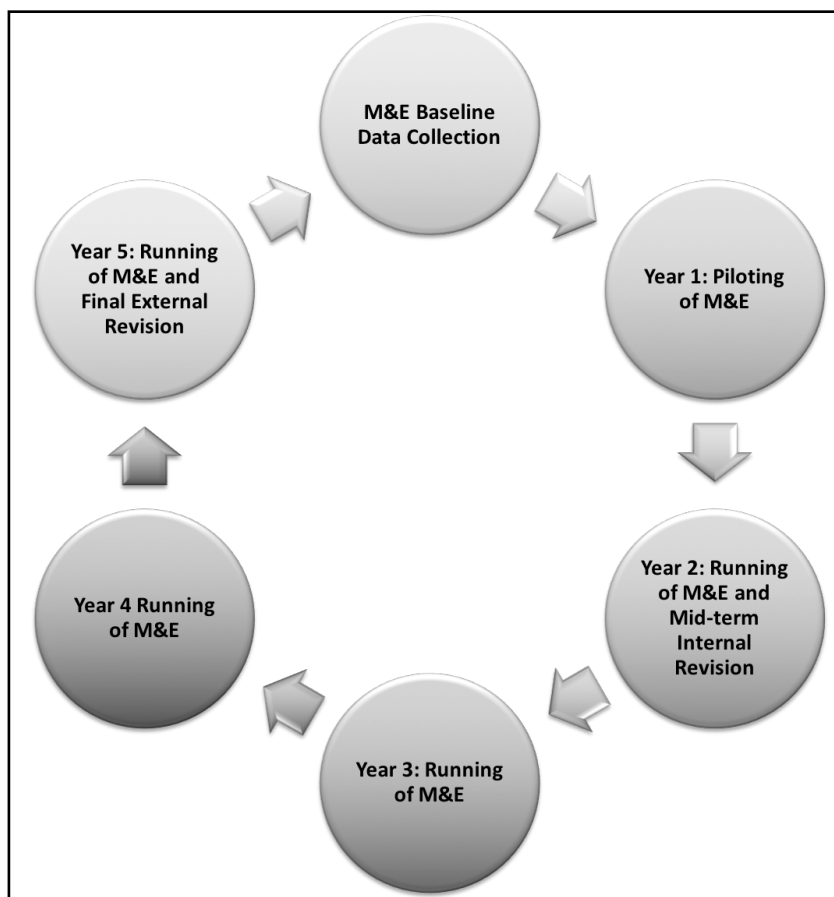 M&E Baseline
Data Collection
Year 1: Piloting
of M&E
Year 2: Running
of M&E and
Mid-term
Internal
Revision
Year 3: Running
of M&E
Year 4 Running
of M&E
Year 5: Running
of M&E and
Final External
Revision